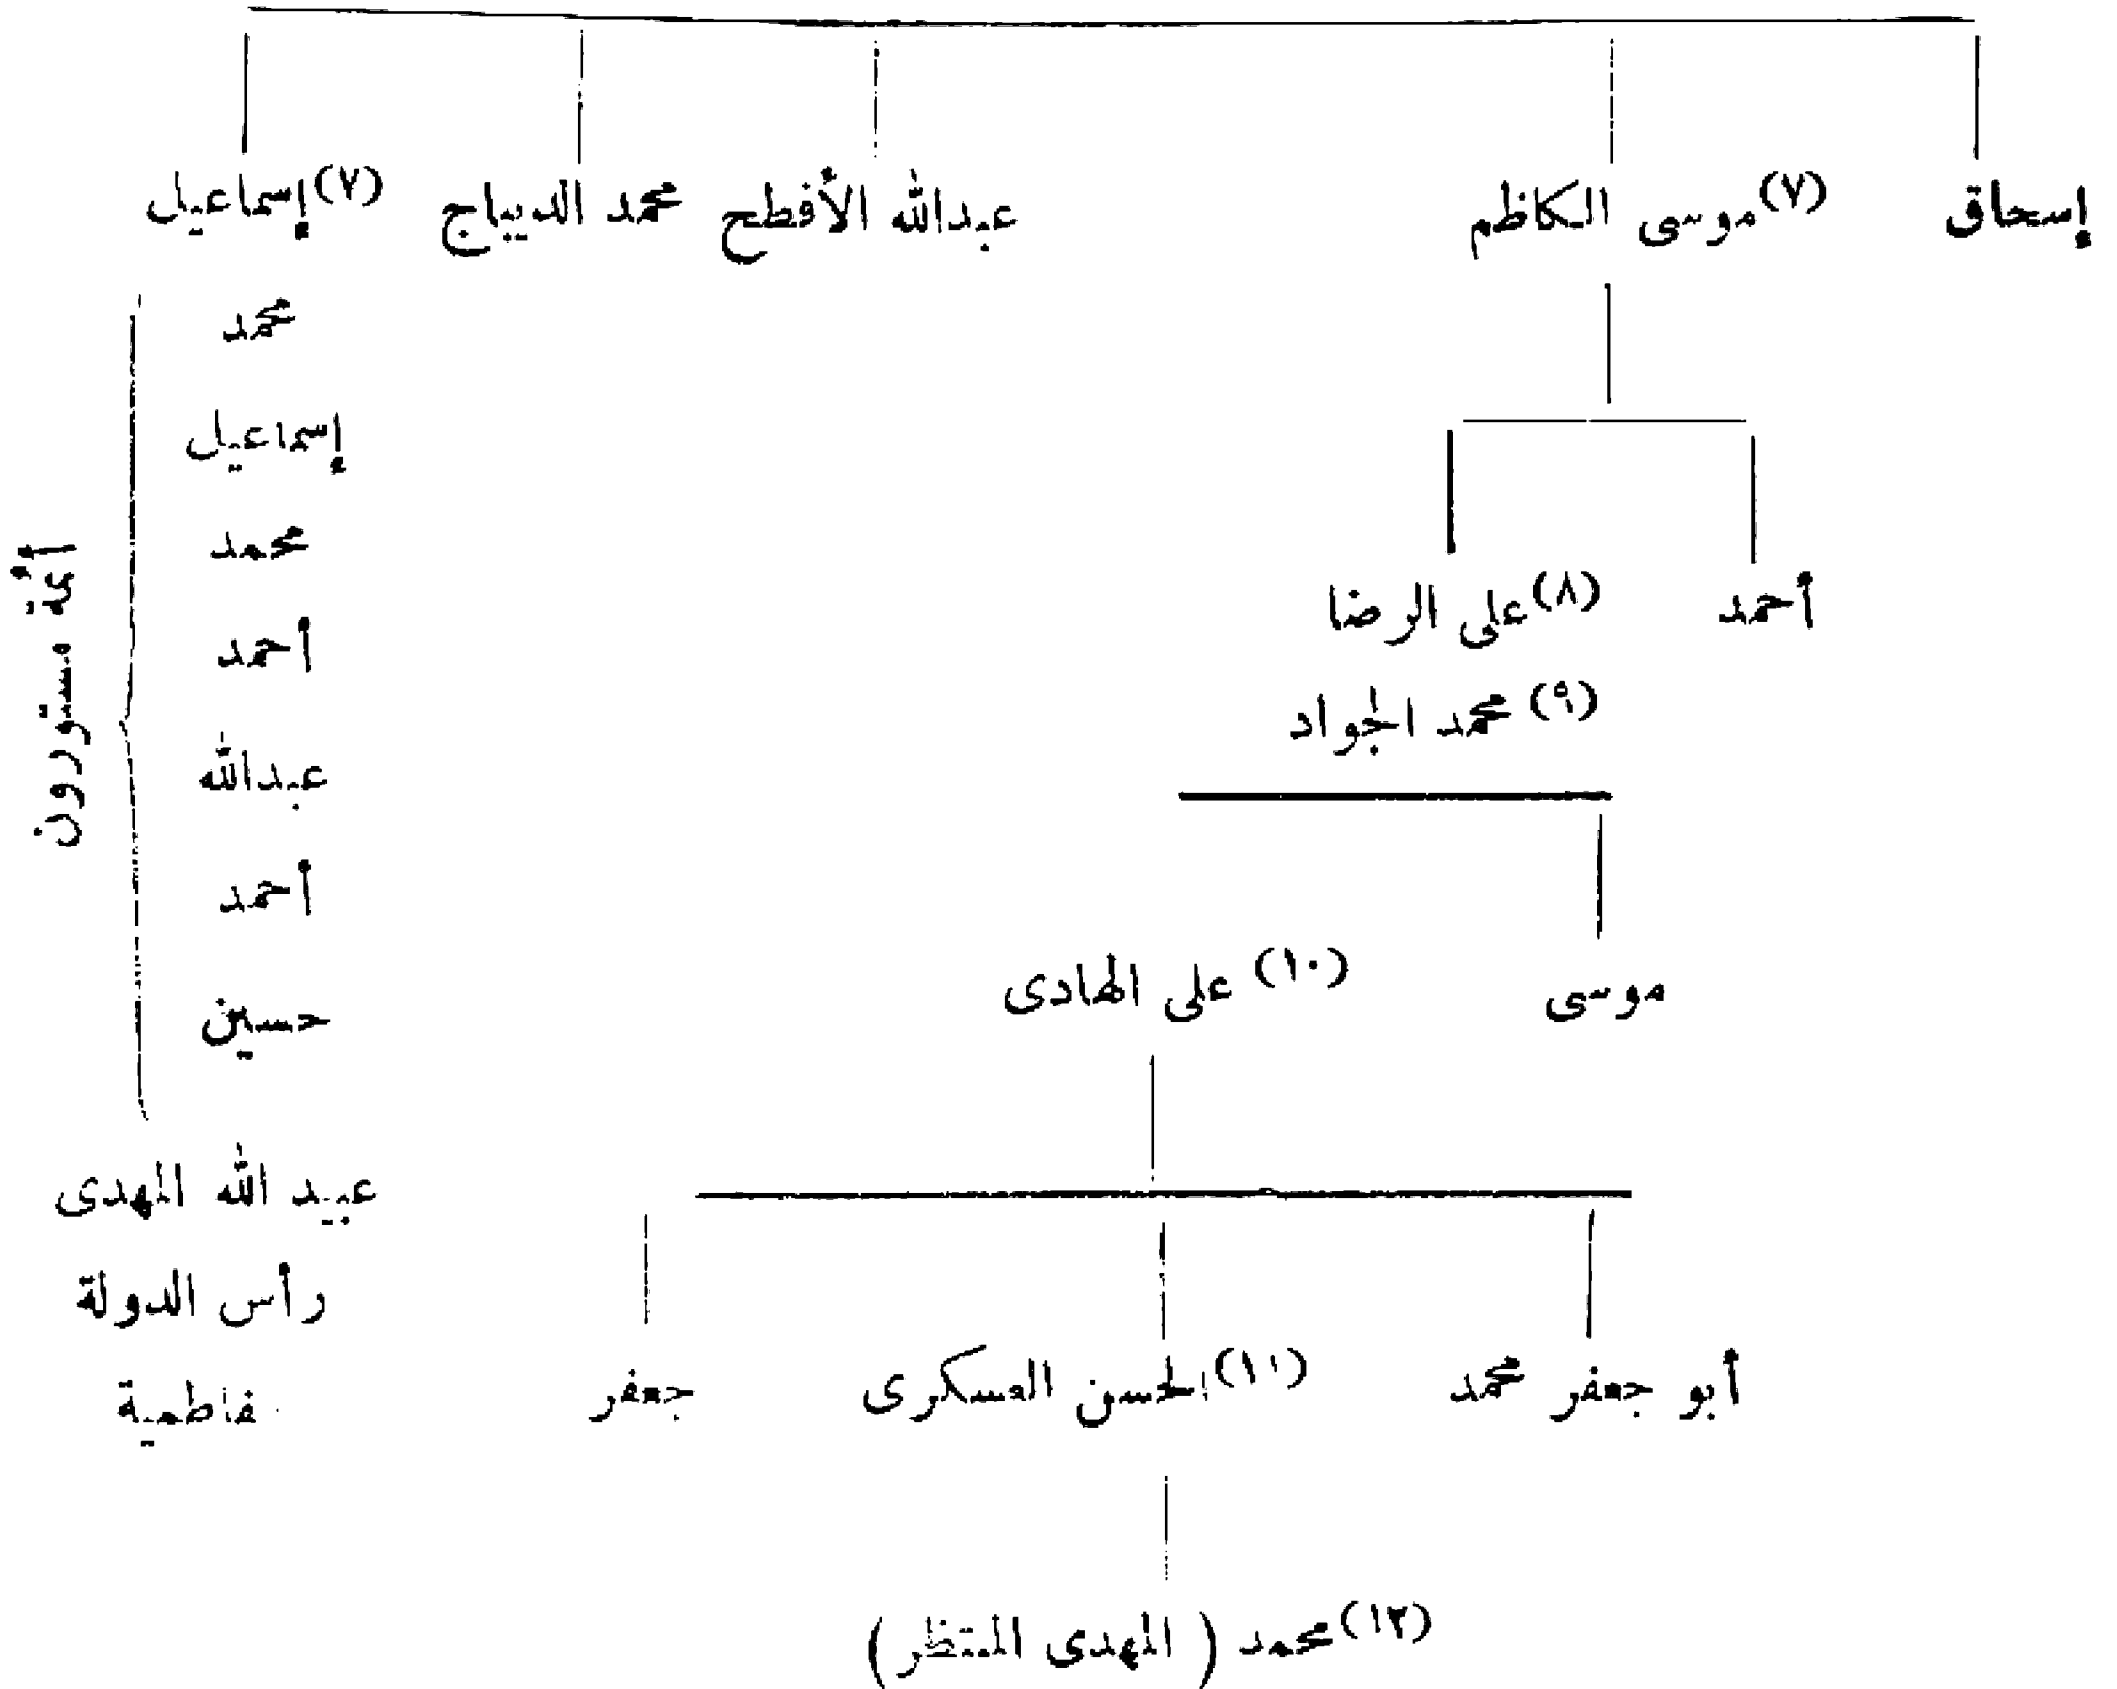 إسحاق (٧) موسى الكاظم عبدالله الأفطح محمد الديباج (٧) إسماعيل
محمد
إسماعيل
محمد
أحمد (٨) على الرضا
أحمد
(٩) محمد الجواد
عبدالله
أحمد
موسى (١٠) على الهادى
حسين
أئمة مستورون
عبيد الله المهدى
رأس الدولة
أبو جعفر محمد (١١) الحسن العسكرى جعفر
فاطمية
(١٢) محمد ( المهدى المنتظر )